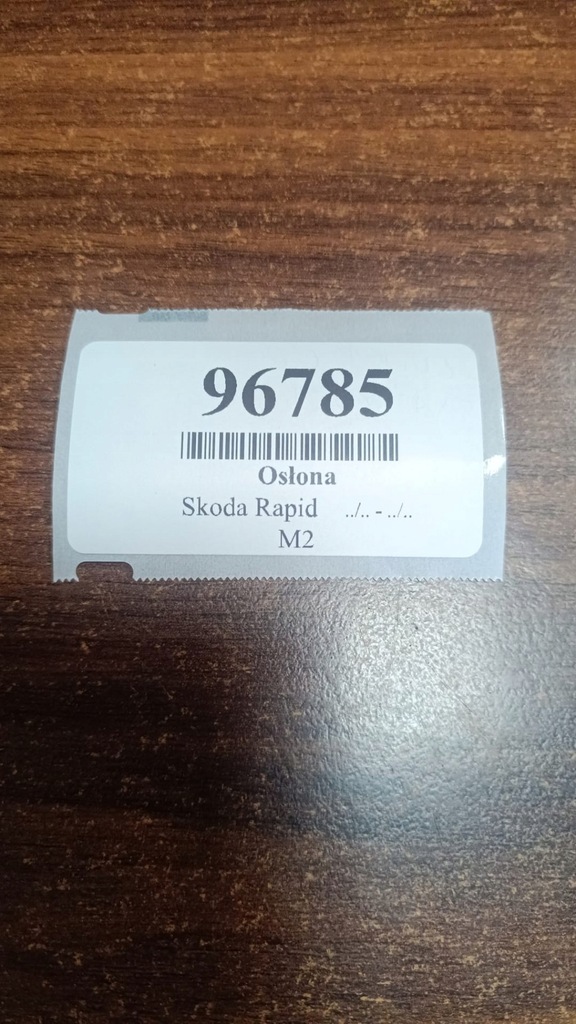 96785
Osłona
Skoda Rapid ../.. - ../..
M2